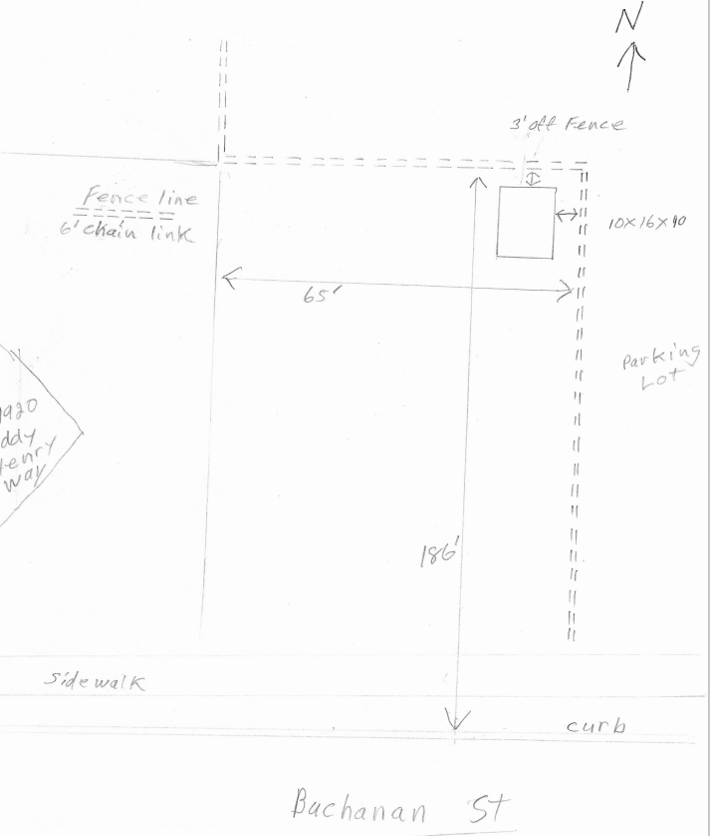 N
3' off Fence
Fence line
6' chain link
10x16x10
65'
Parking
Lot
1920
ddy
Henry
way
186'
sidewalk
curb
Buchanan St